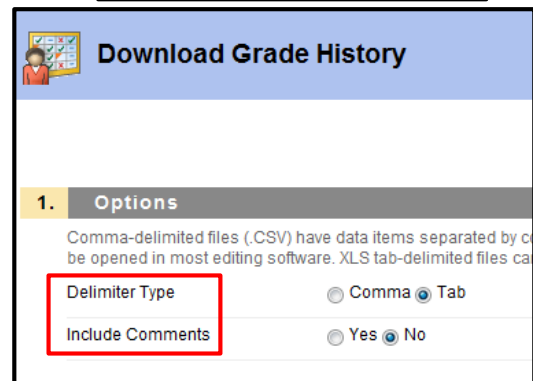 Download Grade History
1. Options
Comma-delimited files (.CSV) have data items separated by
be opened in most editing software. XLS tab-delimited files
Delimiter Type Comma Tab
Include Comments Yes No